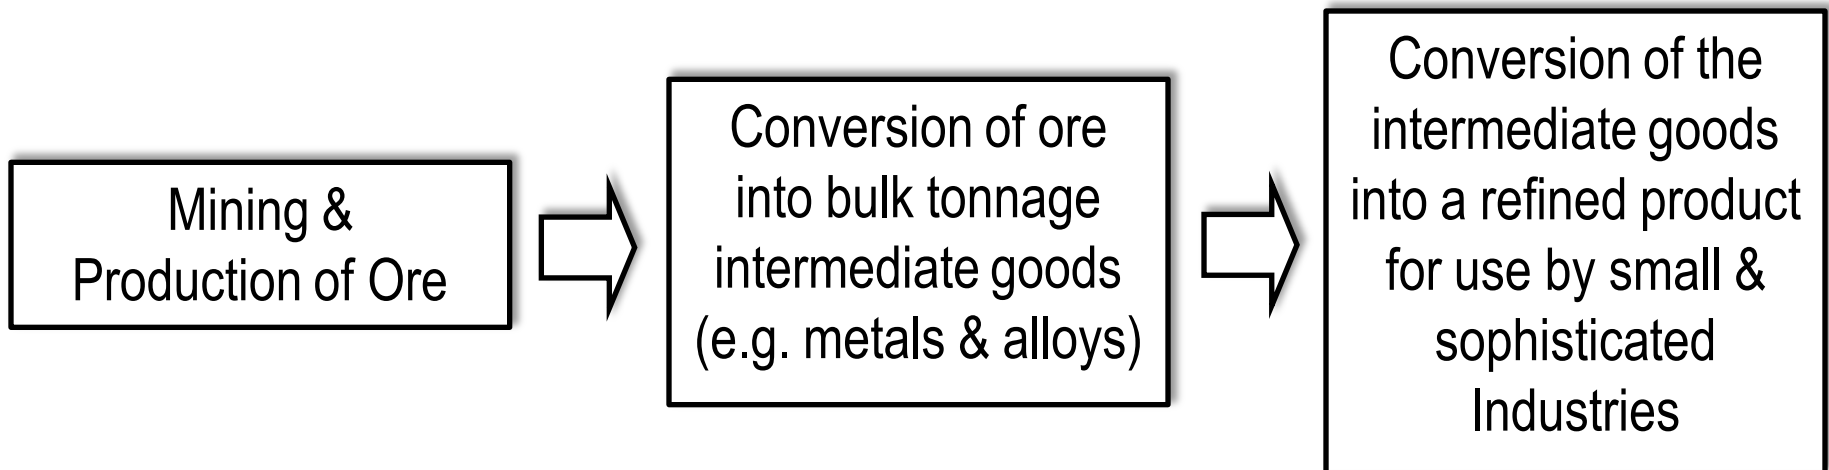 Mining &
Production of Ore
Conversion of ore
into bulk tonnage
intermediate goods
(e.g. metals & alloys)
Conversion of the
intermediate goods
into a refined product
for use by small &
sophisticated
Industries